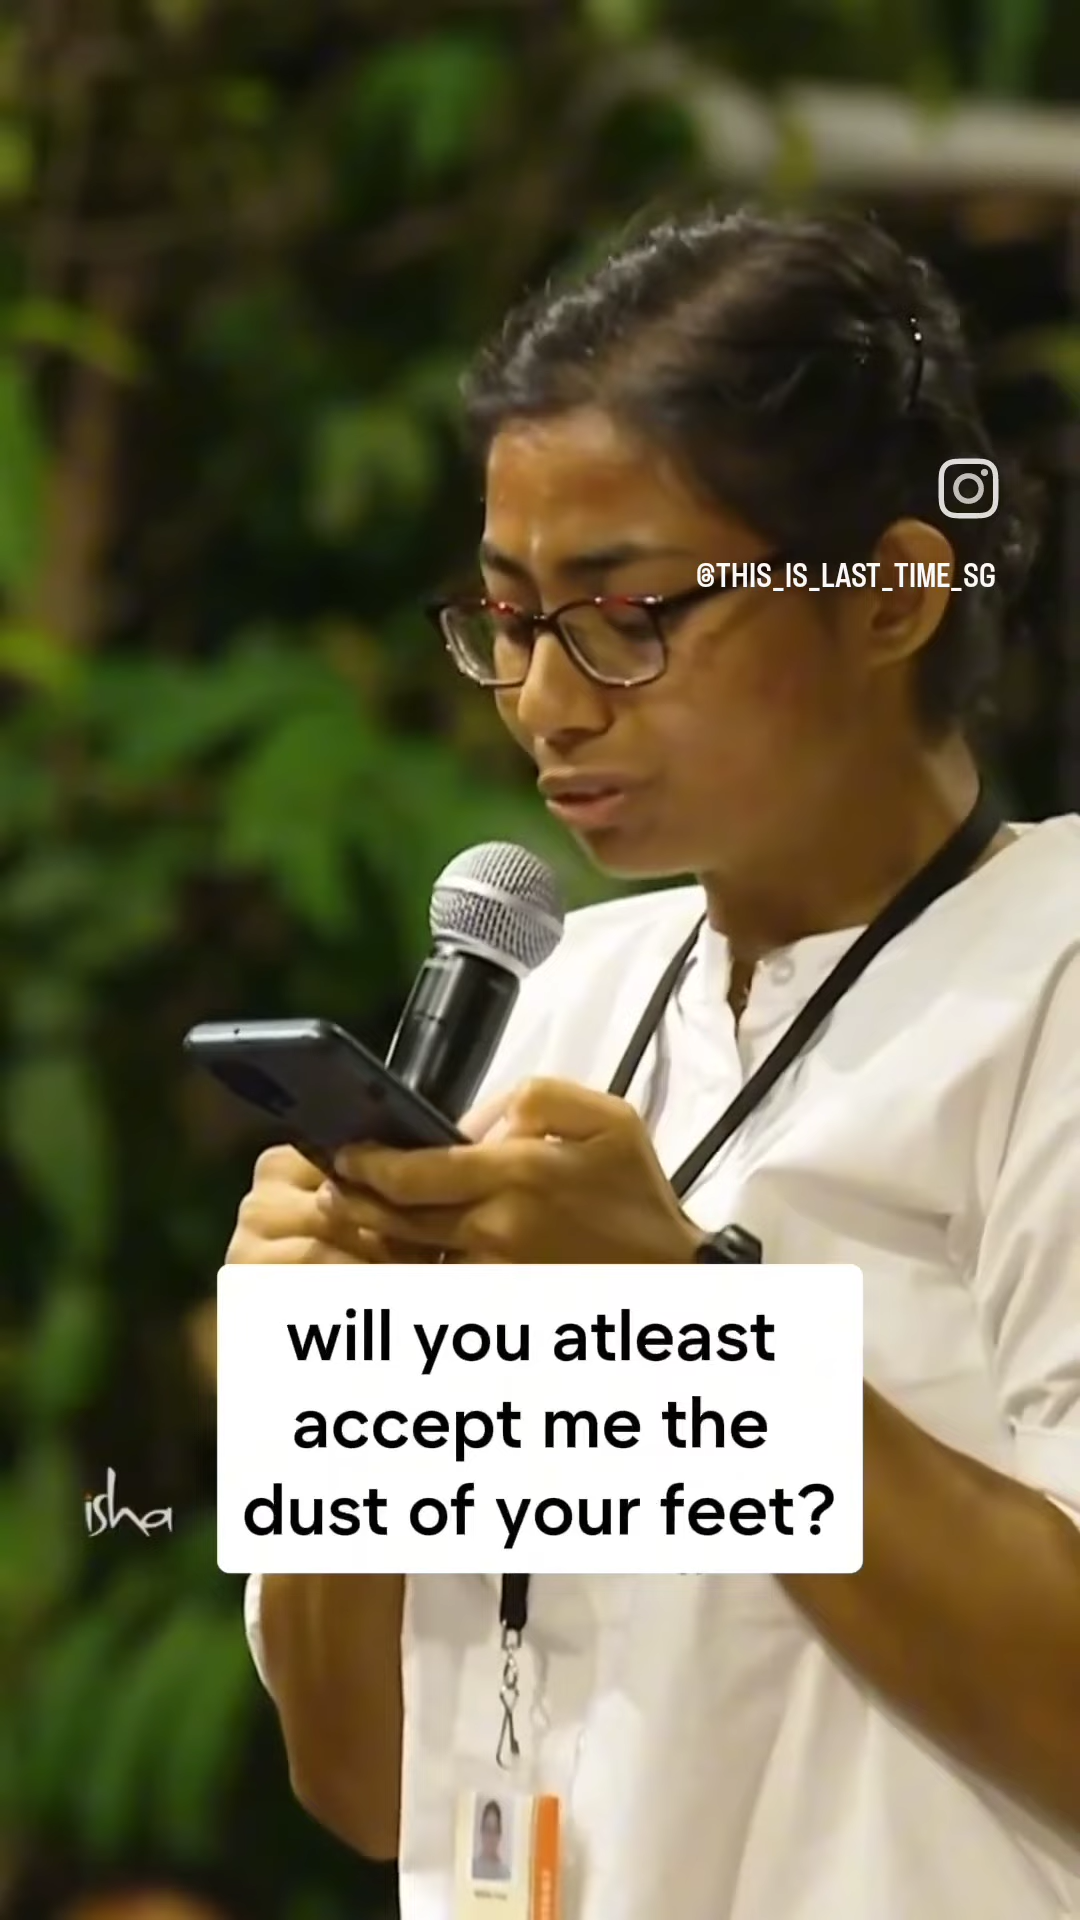 @THIS_IS_LAST_TIME_SG
will you atleast
accept me the
dust of your feet?
isha